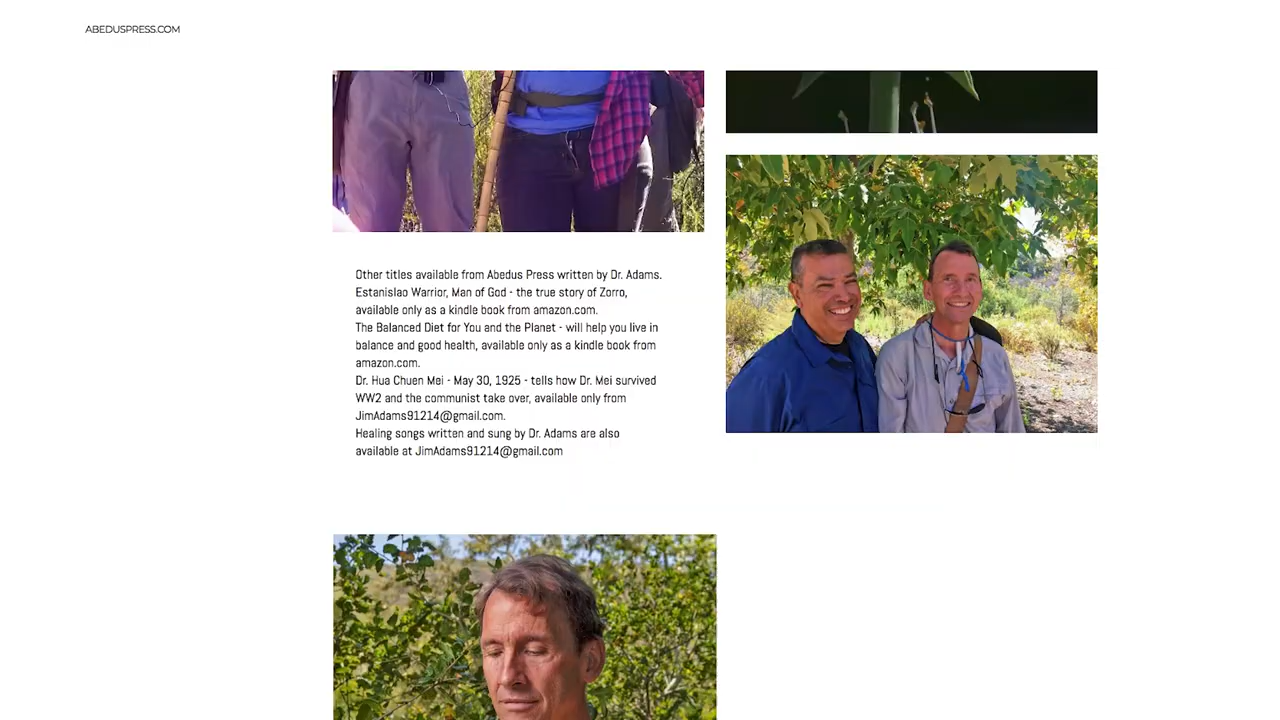 ABEDUSPRESS.COM
Other titles available from Abedus Press written by Dr. Adams.
Estanislao Warrior, Man of God - the true story of Zorro,
available only as a kindle book from amazon.com.
The Balanced Diet for You and the Planet - will help you live in
balance and good health, available only as a kindle book from
amazon.com.
Dr. Hua Chuen Mei - May 30, 1925 - tells how Dr. Mei survived
WW2 and the communist take over, available only from
JimAdams91214@gmail.com.
Healing songs written and sung by Dr. Adams are also
available at JimAdams91214@gmail.com